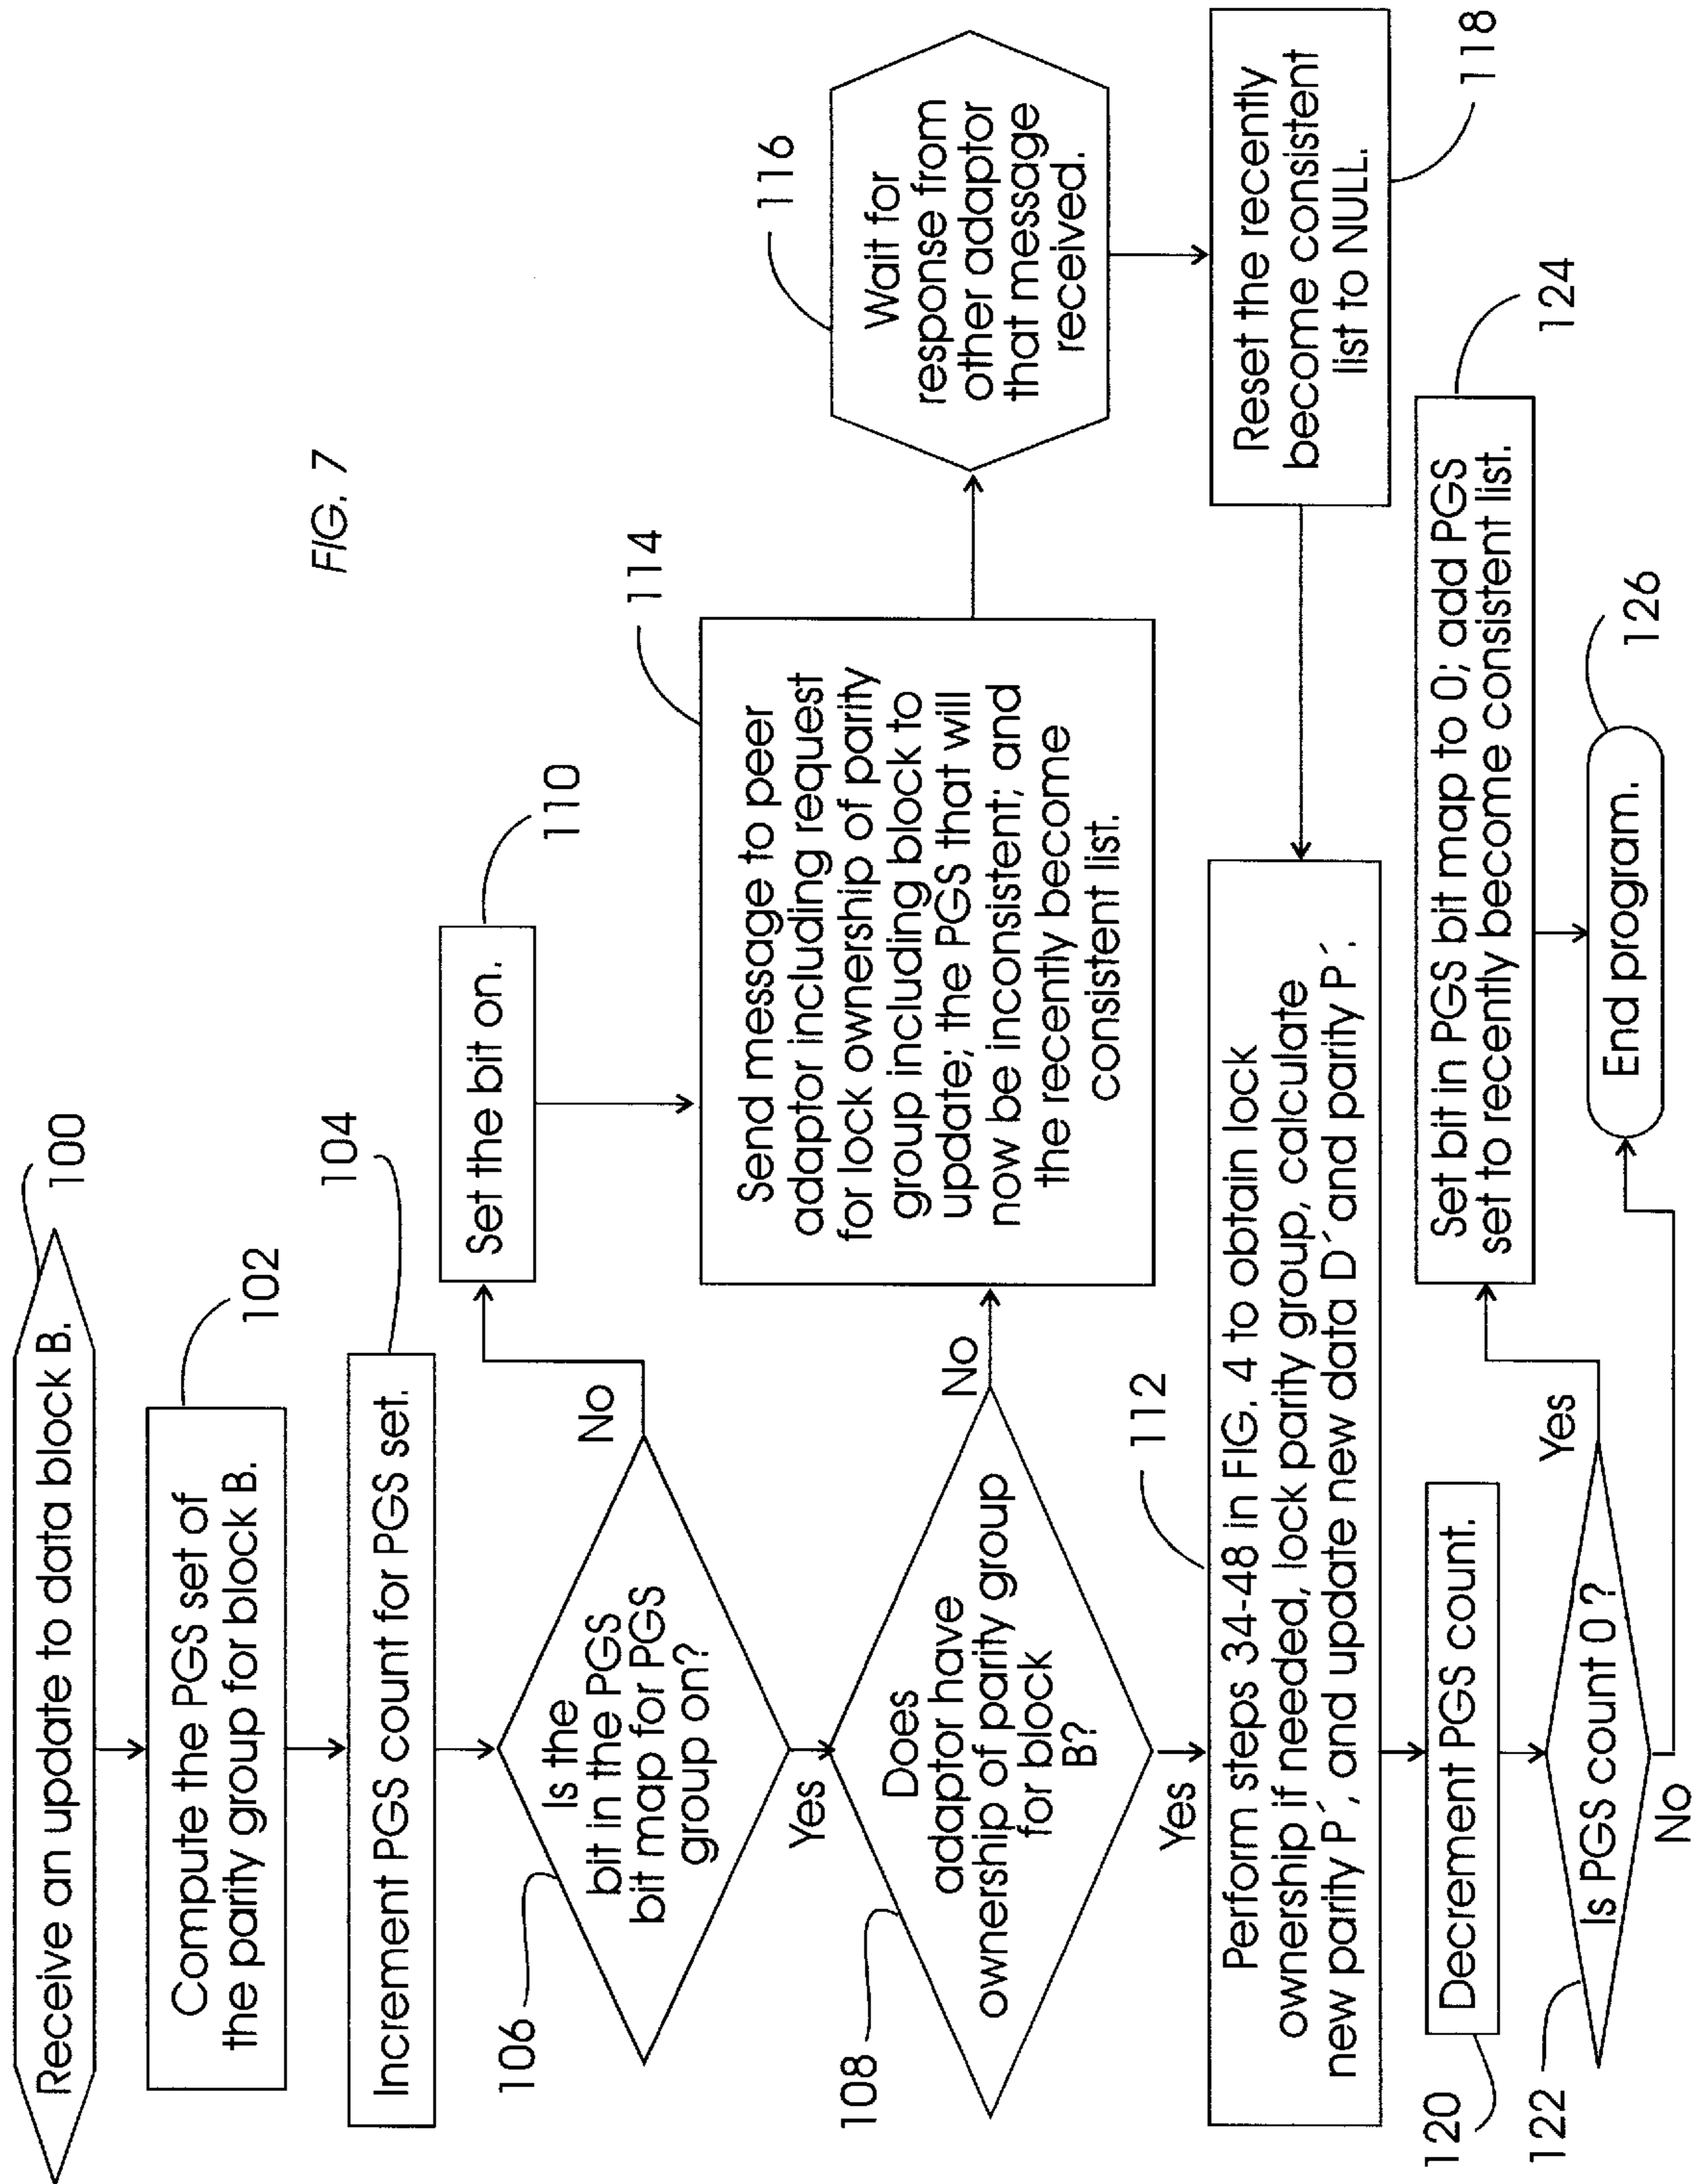 FIG. 7
Receive an update to data block B.
100
Compute the PGS set of
the parity group for block B.
102
Increment PGS count for PGS set.
104
Is the
bit in the PGS
bit map for PGS
group on?
106
No
Yes
Set the bit on.
110
Does
adaptor have
ownership of parity group
for block
B?
108
No
Yes
Send message to peer
adaptor including request
for lock ownership of parity
group including block to
update; the PGS that will
now be inconsistent; and
the recently become
consistent list.
114
Wait for
response from
other adaptor
that message
received.
116
Reset the recently
become consistent
list to NULL.
118
Perform steps 34-48 in FIG. 4 to obtain lock
ownership if needed, lock parity group, calculate
new parity P´, and update new data D´ and parity P´.
112
Decrement PGS count.
120
Is PGS count 0 ?
122
Yes
No
Set bit in PGS bit map to 0; add PGS
set to recently become consistent list.
124
End program.
126